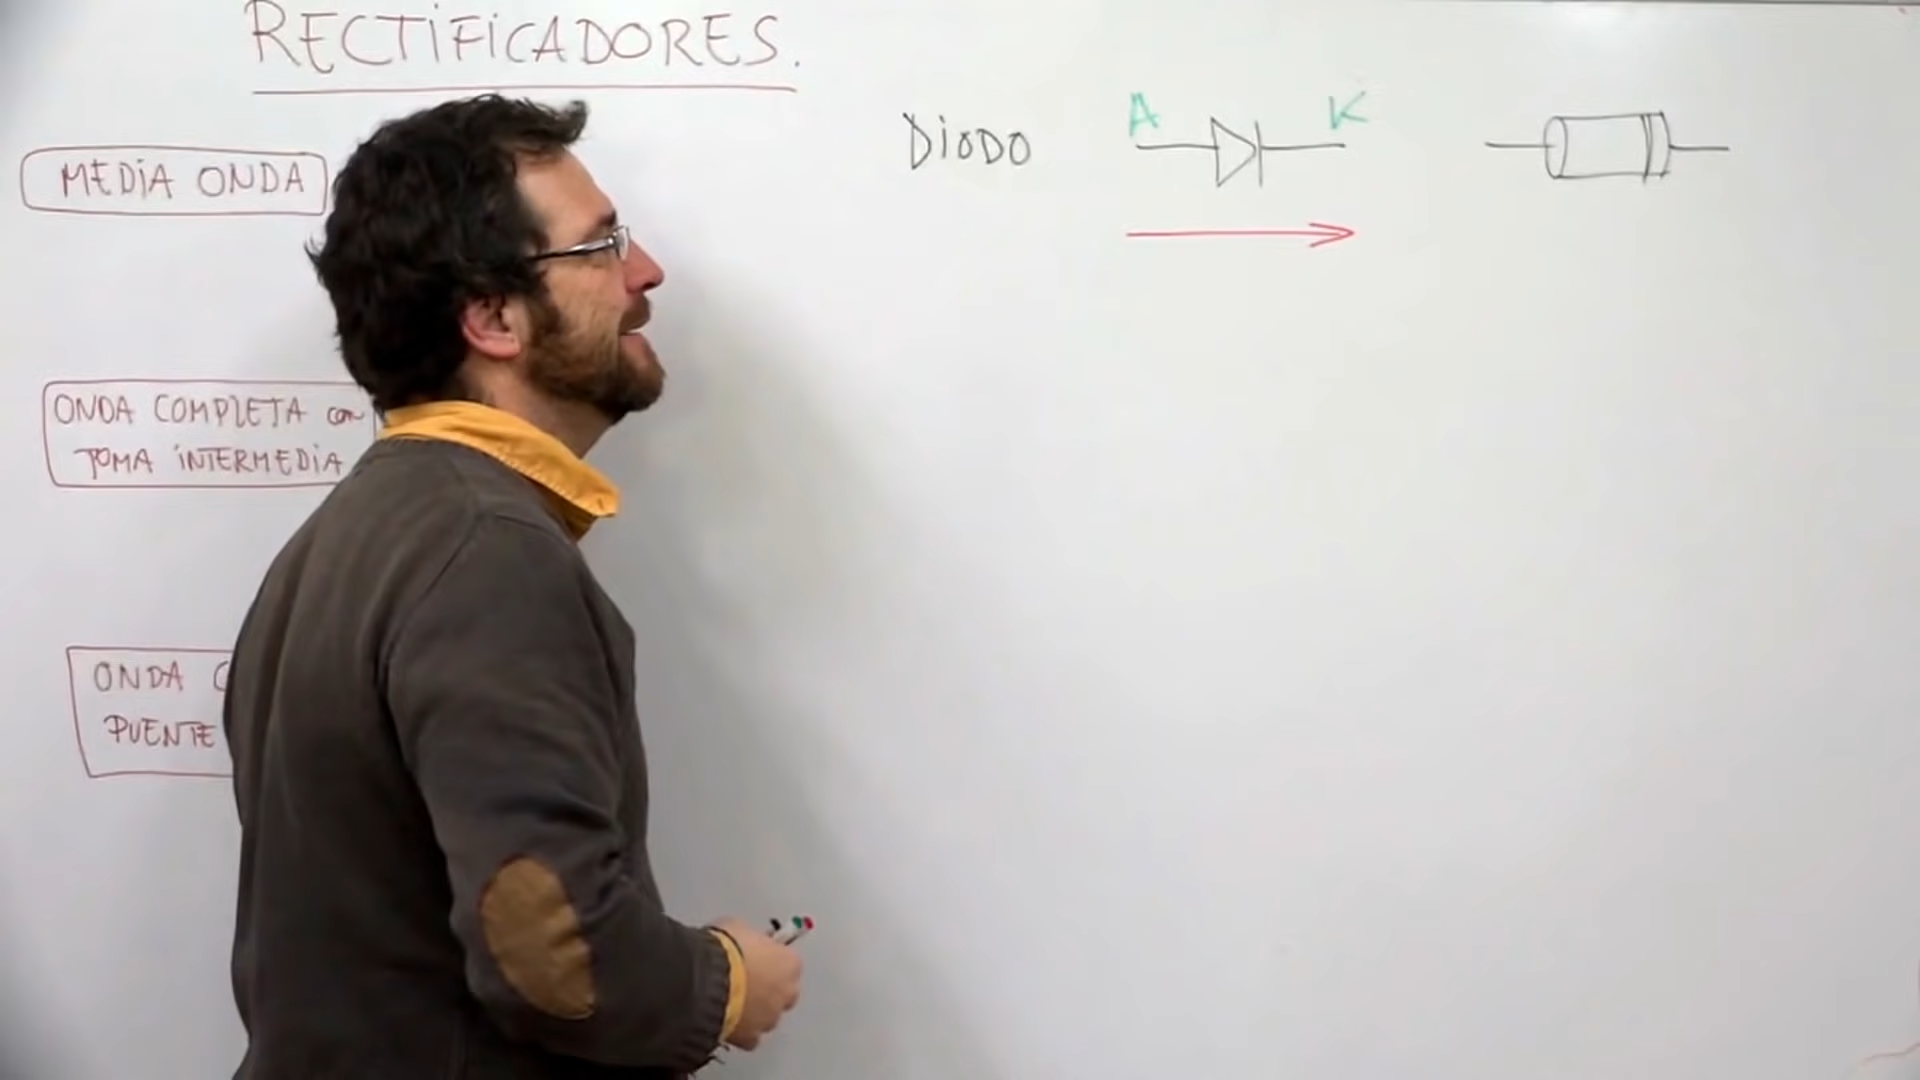 RECTIFICADORES.
MEDIA ONDA
ONDA COMPLETA con
TOMA INTERMEDIA
ONDA
PUENTE
DIODO
A K